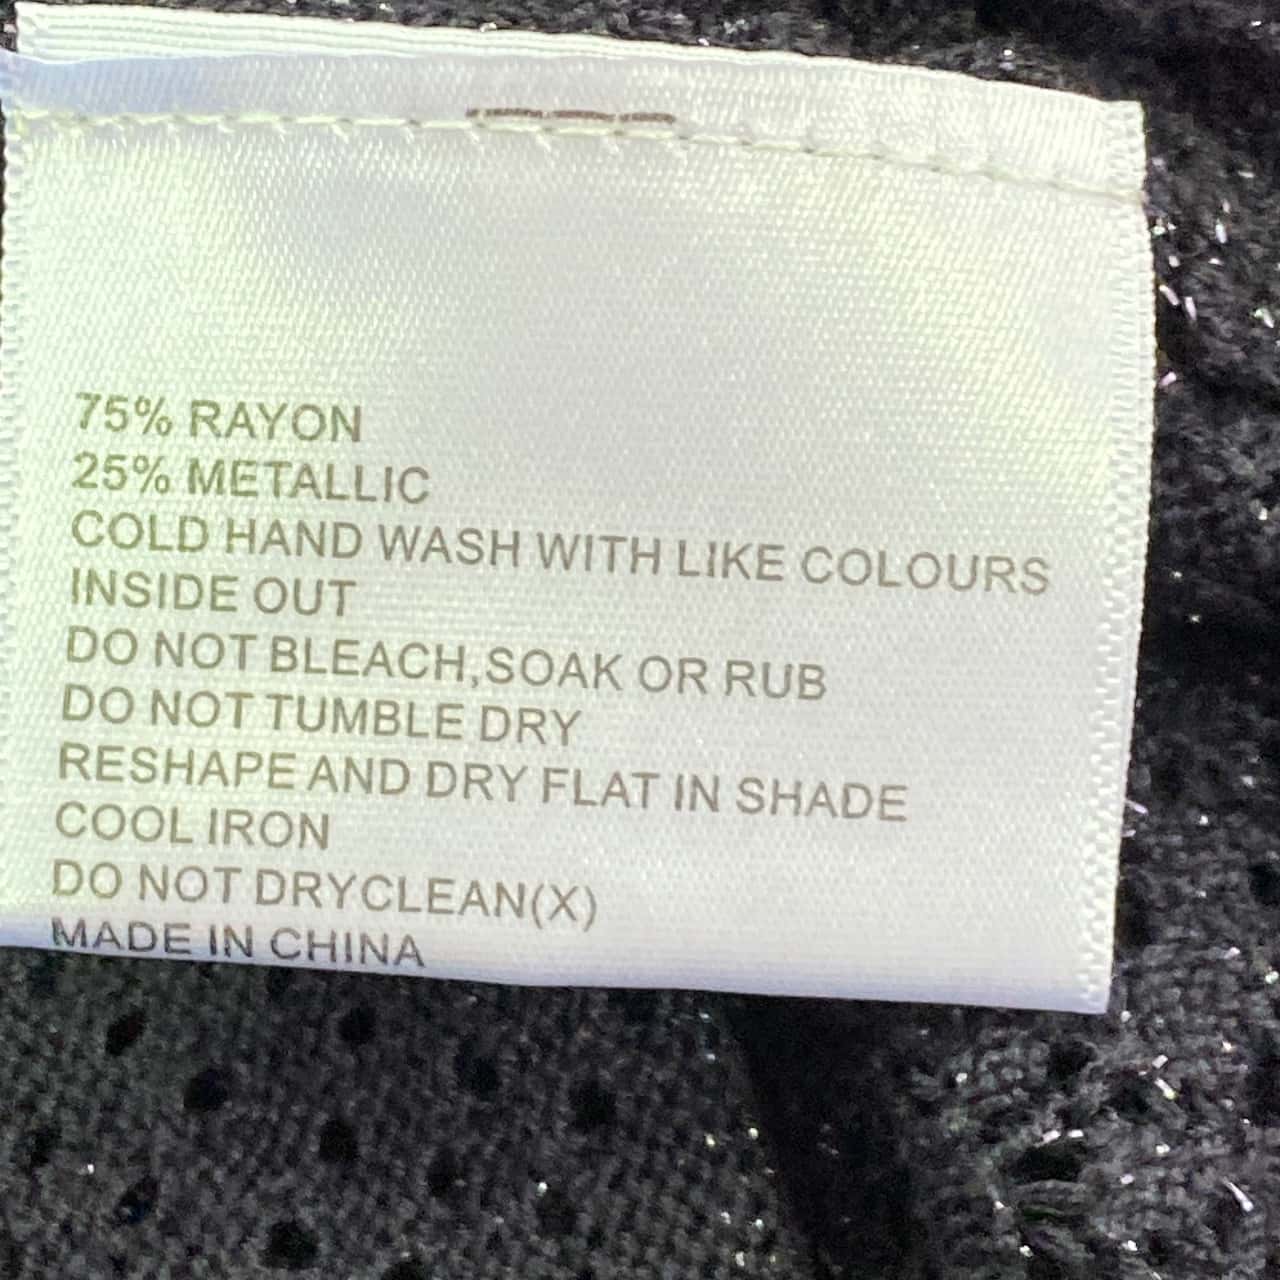 75% RAYON
25% METALLIC
COLD HAND WASH WITH LIKE COLOURS
INSIDE OUT
DO NOT BLEACH,SOAK OR RUB
DO NOT TUMBLE DRY
RESHAPE AND DRY FLAT IN SHADE
COOL IRON
DO NOT DRYCLEAN(X)
MADE IN CHINA